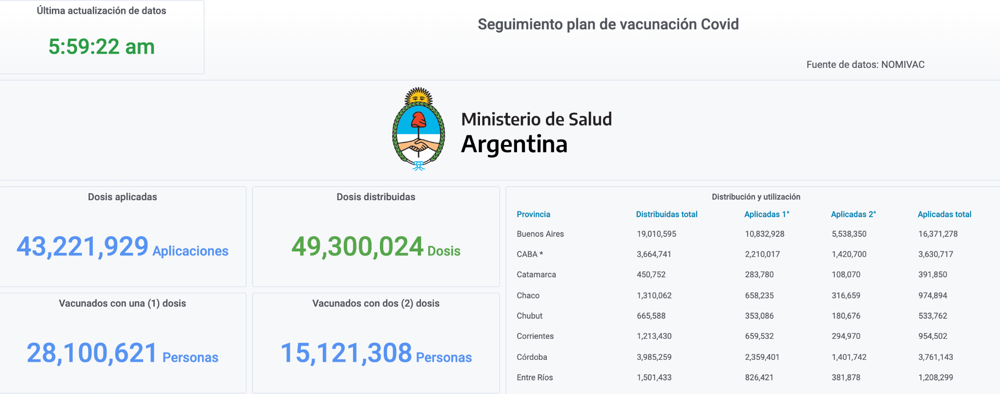 Última actualización de datos
5:59:22 am
Seguimiento plan de vacunación Covid
Fuente de datos: NOMIVAC
Ministerio de Salud
Argentina
Dosis aplicadas
43,221,929 Aplicaciones
Dosis distribuidas
49,300,024 Dosis
Vacunados con una (1) dosis
28,100,621 Personas
Vacunados con dos (2) dosis
15,121,308 Personas
Distribución y utilización
Provincia Distribuidas total Aplicadas 1° Aplicadas 2° Aplicadas total
Buenos Aires 19,010,595 10,832,928 5,538,350 16,371,278
CABA * 3,664,741 2,210,017 1,420,700 3,630,717
Catamarca 450,752 283,780 108,070 391,850
Chaco 1,310,062 658,235 316,659 974,894
Chubut 665,588 353,086 180,676 533,762
Corrientes 1,213,430 659,532 294,970 954,502
Córdoba 3,985,259 2,359,401 1,401,742 3,761,143
Entre Ríos 1,501,433 826,421 381,878 1,208,299